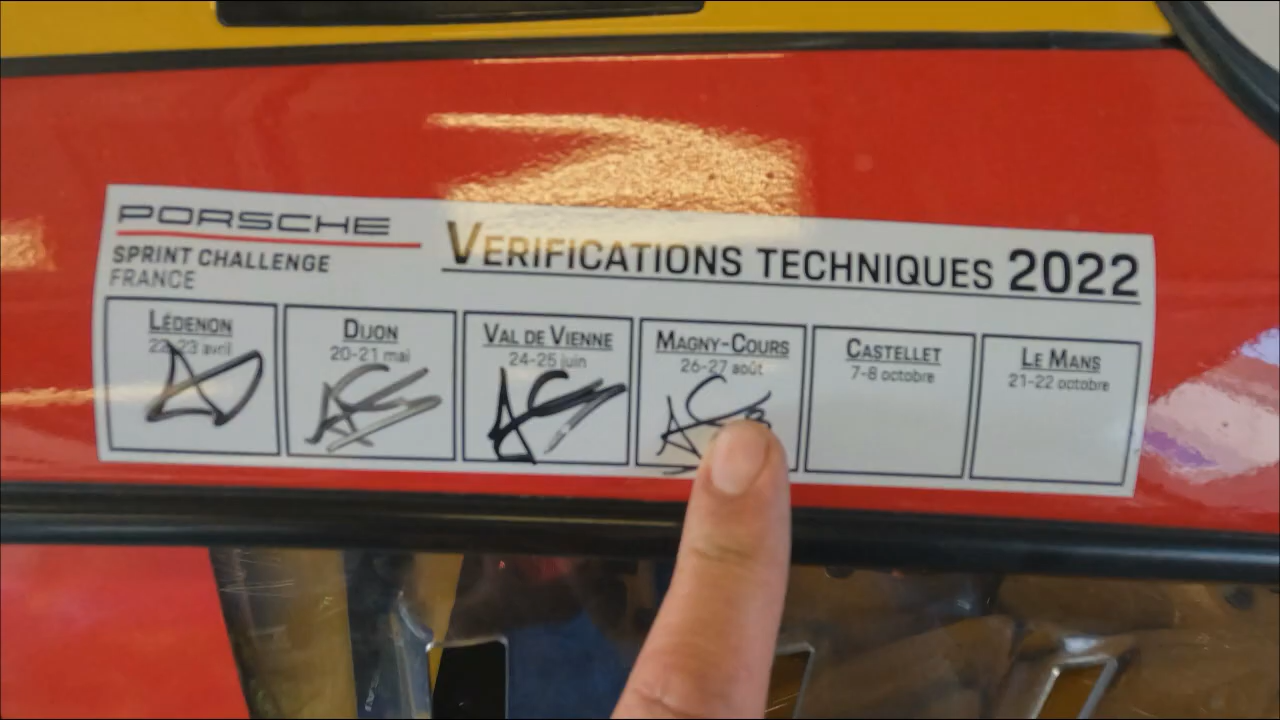 PORSCHE
SPRINT CHALLENGE
FRANCE
VERIFICATIONS TECHNIQUES 2022
LÉDENON
22-23 avril
DIJON
20-21 mai
VAL DE VIENNE
24-25 juin
MAGNY-COURS
26-27 août
CASTELLET
7-8 octobre
LE MANS
21-22 octobre